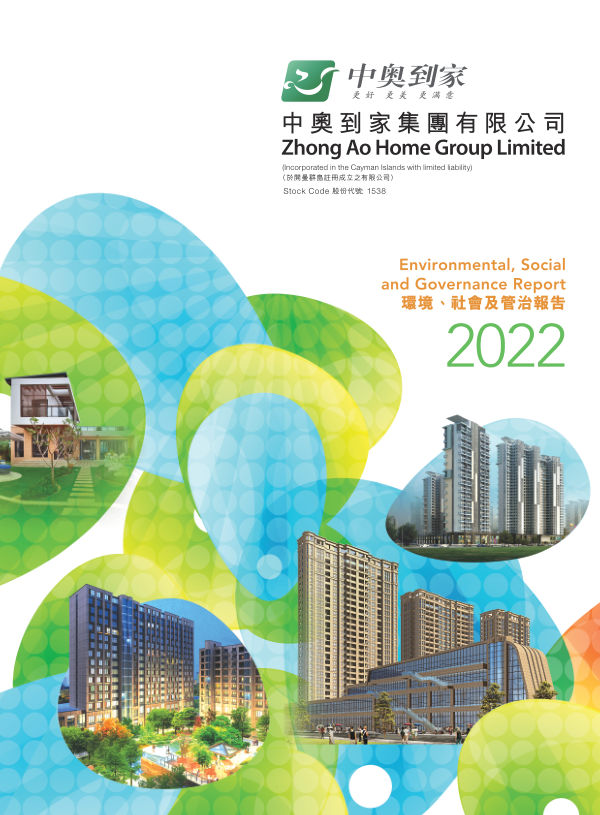 中奥到家
更好 更美 更满意
中奧到家集團有限公司
Zhong Ao Home Group Limited
(Incorporated in the Cayman Islands with limited liability)
(於開曼群島註冊成立之有限公司)
Stock Code 股份代號: 1538
Environmental, Social
and Governance Report
環境、社會及管治報告
2022